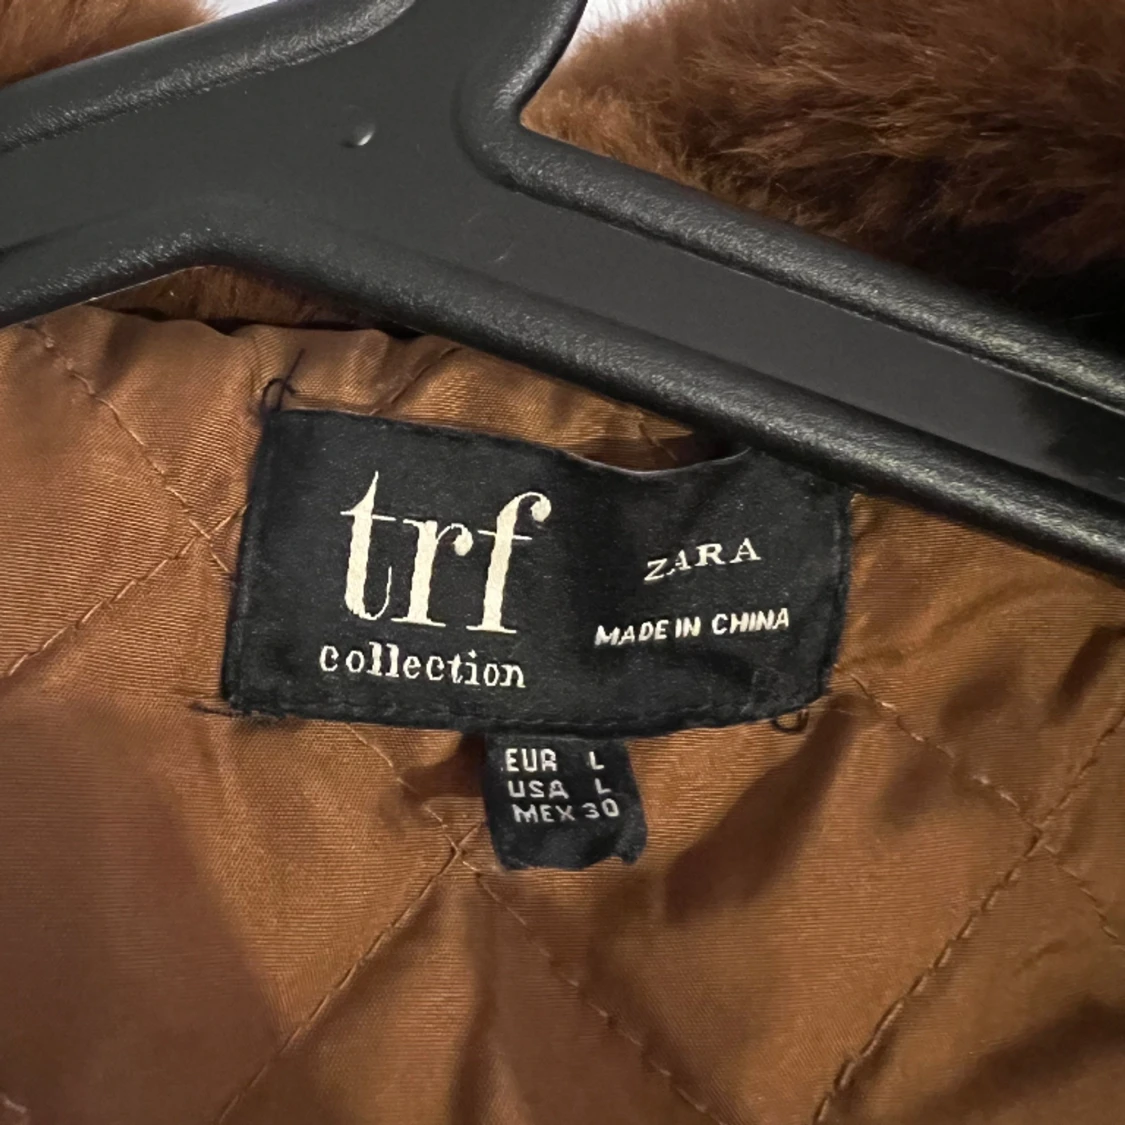 trf
collection
ZARA
MADE IN CHINA
EUR L
USA L
MEX 30